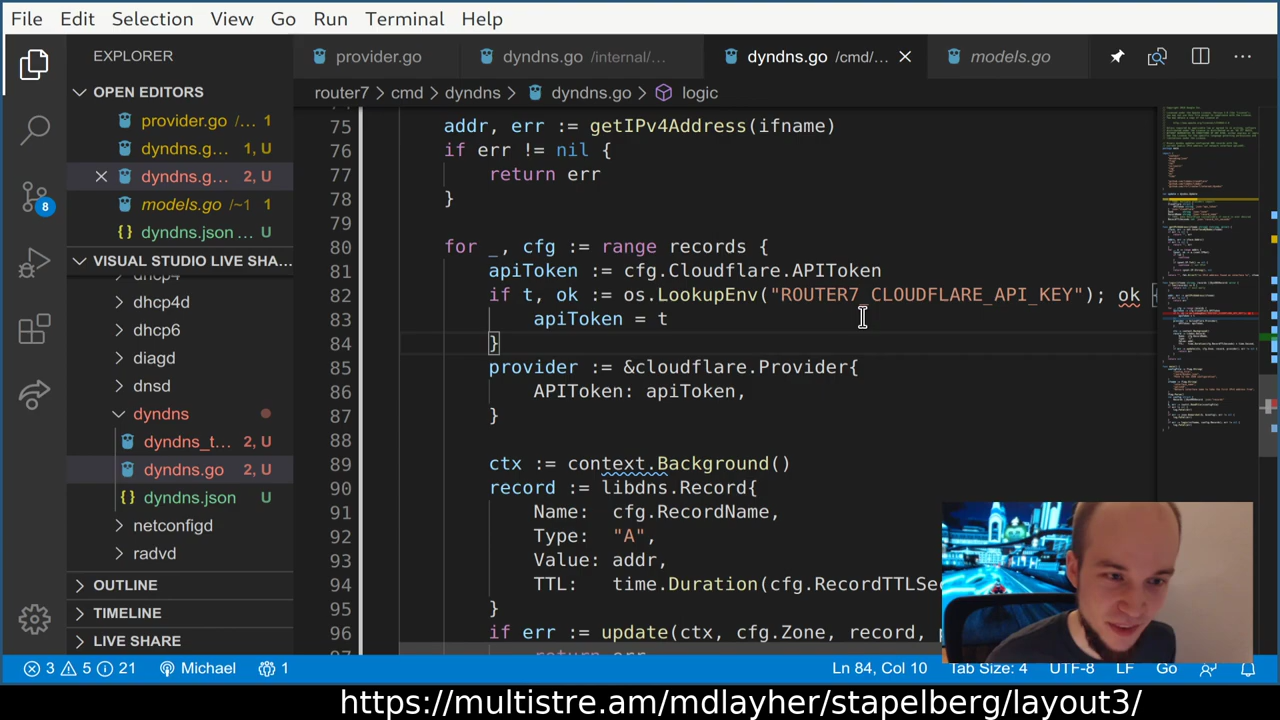 File Edit Selection View Go Run Terminal Help
EXPLORER
OPEN EDITORS
provider.go /… 1
dyndns.g… 1, U
dyndns.g… 2, U
models.go /~1 1
dyndns.json … U
VISUAL STUDIO LIVE SHA…
dhcp4
dhcp4d
dhcp6
diagd
dnsd
dyndns
dyndns_t… 2, U
dyndns.go 2, U
dyndns.json U
netconfigd
radvd
OUTLINE
TIMELINE
LIVE SHARE
8
provider.go dyndns.go /internal/… dyndns.go /cmd/… models.go
router7 > cmd > dyndns > dyndns.go > logic
75 addr, err := getIPv4Address(ifname)
76 if err != nil {
77 return err
78 }
79
80 for _, cfg := range records {
81 apiToken := cfg.Cloudflare.APIToken
82 if t, ok := os.LookupEnv("ROUTER7_CLOUDFLARE_API_KEY"); ok {
83 apiToken = t
84 }
85 provider := &cloudflare.Provider{
86 APIToken: apiToken,
87 }
88
89 ctx := context.Background()
90 record := libdns.Record{
91 Name: cfg.RecordName,
92 Type: "A",
93 Value: addr,
94 TTL: time.Duration(cfg.RecordTTLSe
95 }
96 if err := update(ctx, cfg.Zone, record,
return err
3 5 21 Michael 1 Ln 84, Col 10 Tab Size: 4 UTF-8 LF Go
https://multistre.am/mdlayher/stapelberg/layout3/